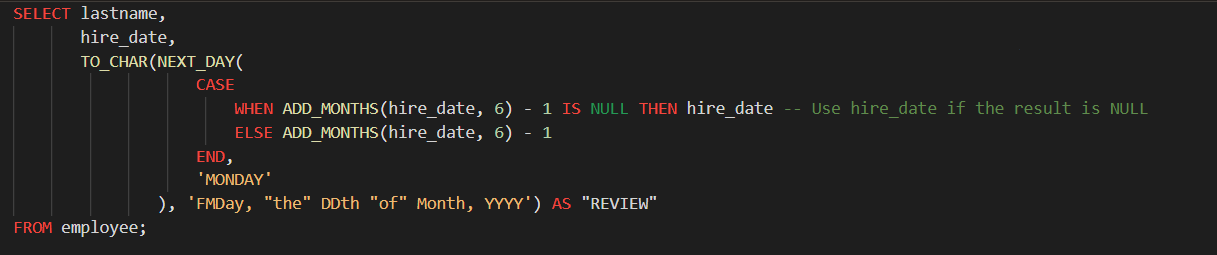 SELECT lastname,
       hire_date,
       TO_CHAR(NEXT_DAY(
                   CASE
                       WHEN ADD_MONTHS(hire_date, 6) - 1 IS NULL THEN hire_date -- Use hire_date if the result is NULL
                       ELSE ADD_MONTHS(hire_date, 6) - 1
                   END,
                   'MONDAY'
               ), 'FMDay, "the" DDth "of" Month, YYYY') AS "REVIEW"
FROM employee;